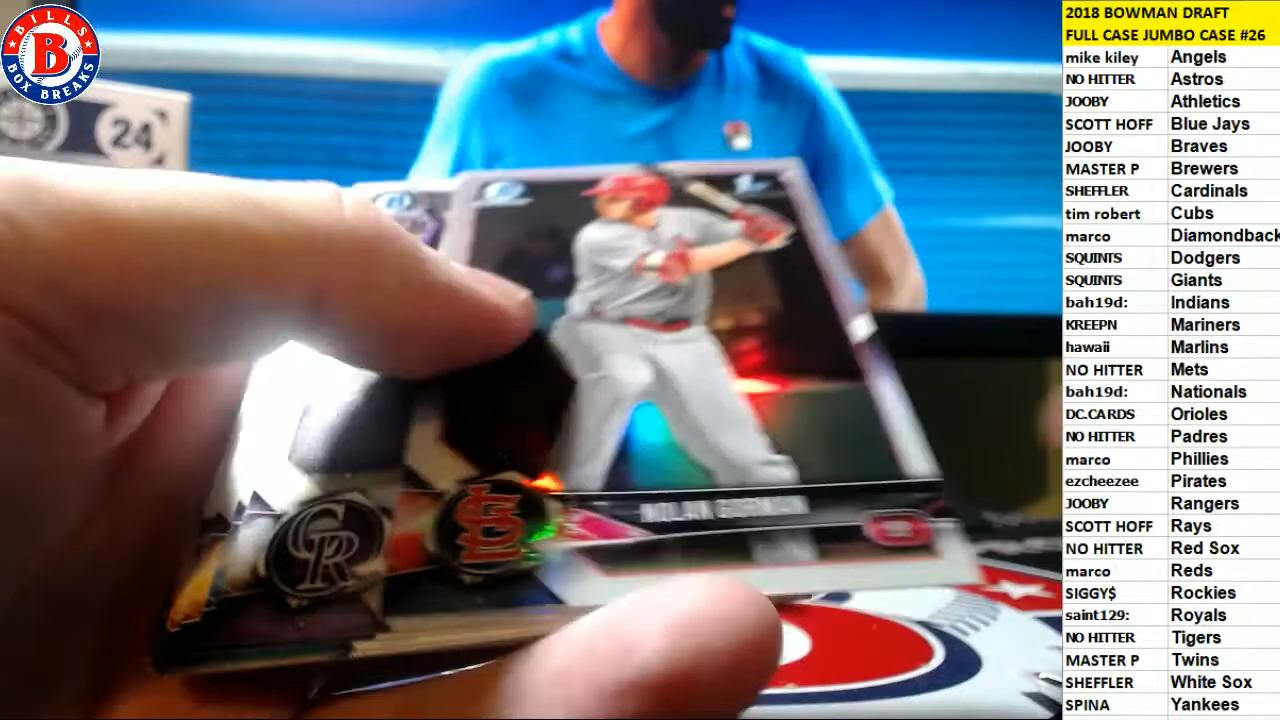 BILLS
B
BOX BREAKS
24
NOLAN GORMAN
CR
STL
2018 BOWMAN DRAFT
FULL CASE JUMBO CASE #26
mike kiley Angels
NO HITTER Astros
JOOBY Athletics
SCOTT HOFF Blue Jays
JOOBY Braves
MASTER P Brewers
SHEFFLER Cardinals
tim robert Cubs
marco Diamondback
SQUINTS Dodgers
SQUINTS Giants
bah19d: Indians
KREEPN Mariners
hawaii Marlins
NO HITTER Mets
bah19d: Nationals
DC.CARDS Orioles
NO HITTER Padres
marco Phillies
ezcheezee Pirates
JOOBY Rangers
SCOTT HOFF Rays
NO HITTER Red Sox
marco Reds
SIGGY$ Rockies
saint129: Royals
NO HITTER Tigers
MASTER P Twins
SHEFFLER White Sox
SPINA Yankees